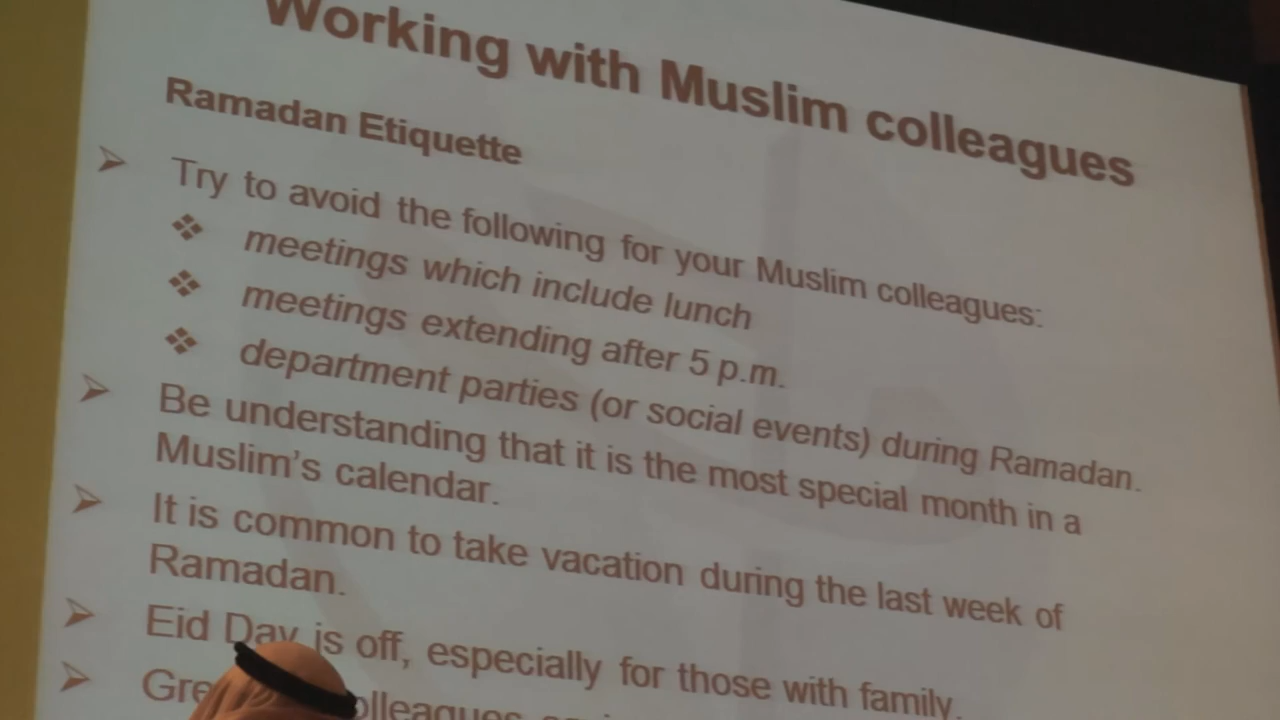 Working with Muslim colleagues
Ramadan Etiquette
Try to avoid the following for your Muslim colleagues:
meetings which include lunch
meetings extending after 5 p.m.
department parties (or social events) during Ramadan.
Be understanding that it is the most special month in a
Muslim's calendar.
It is common to take vacation during the last week of
Ramadan.
Eid Day is off, especially for those with family.
colleagues